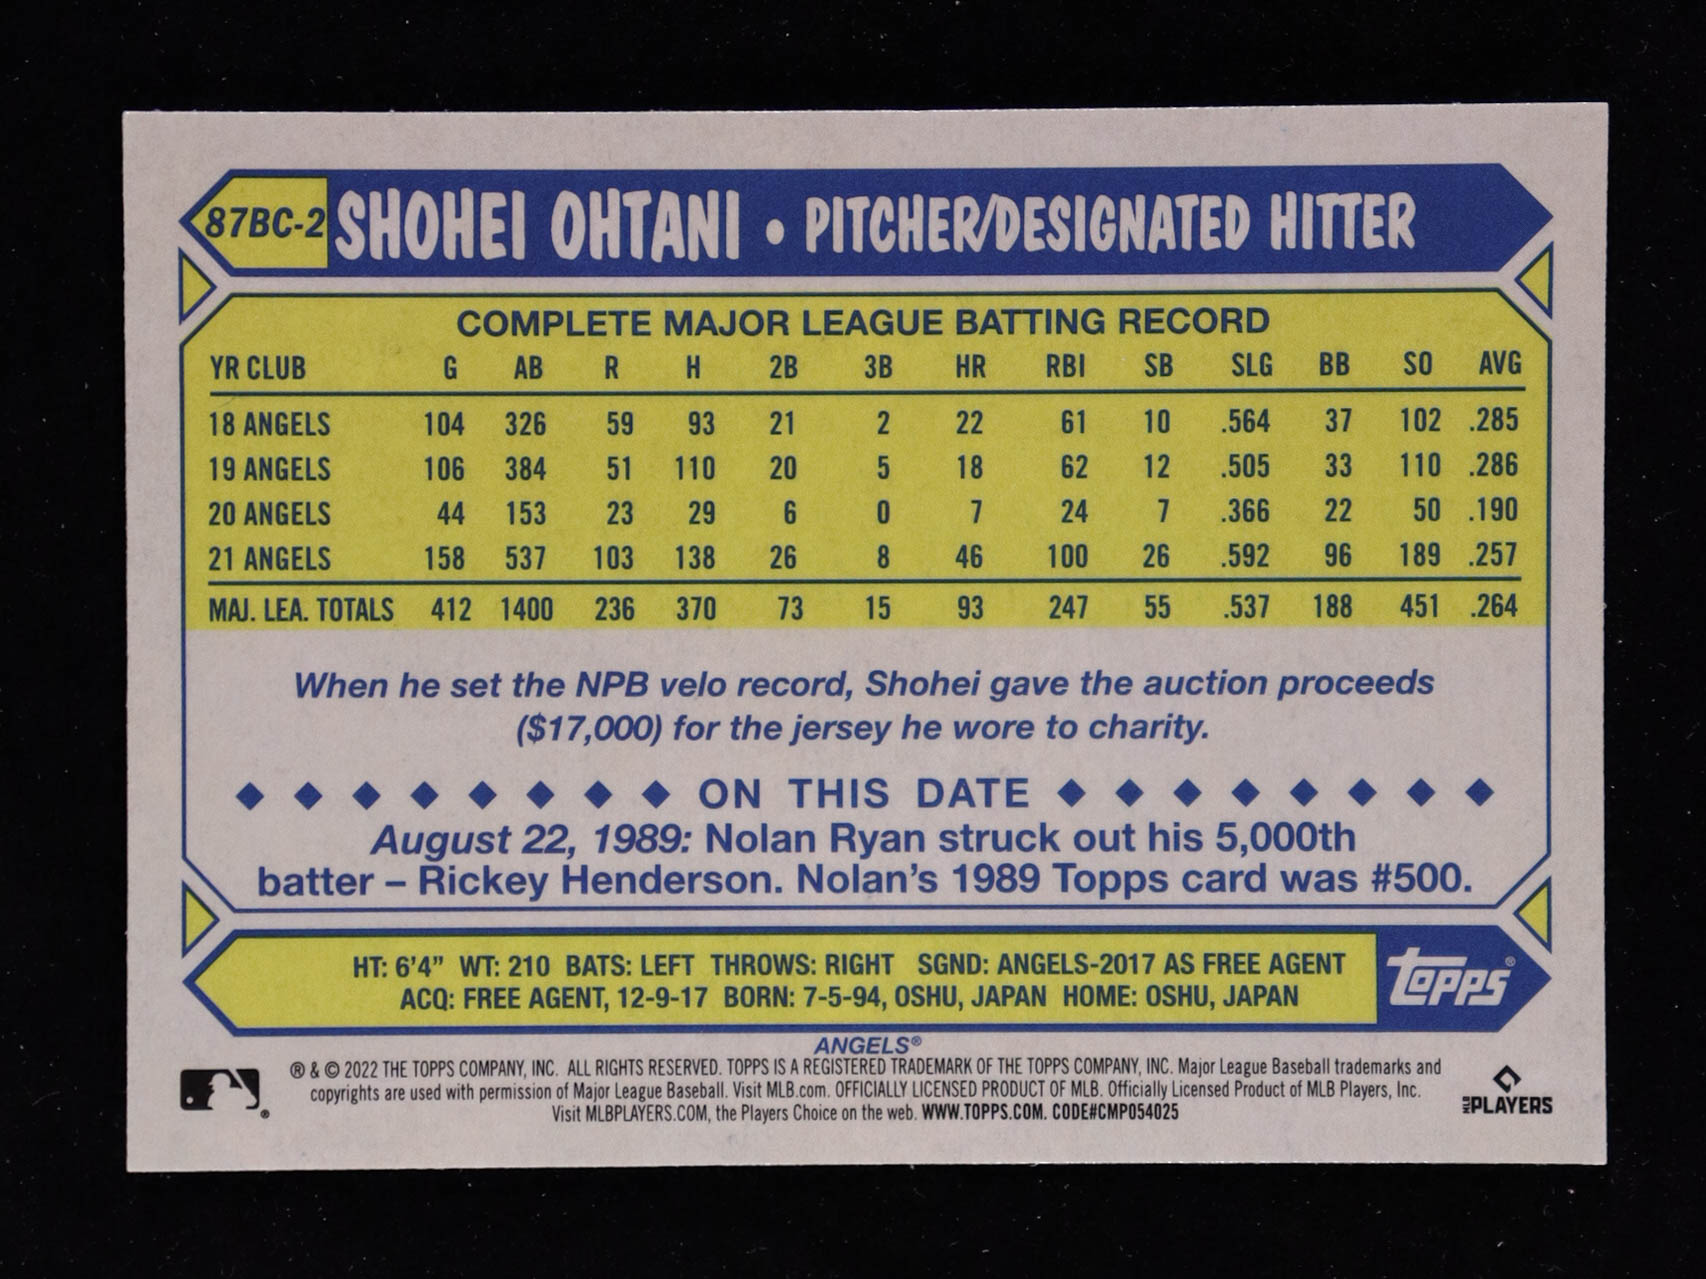 87BC-2 SHOHEI OHTANI • PITCHER/DESIGNATED HITTER
COMPLETE MAJOR LEAGUE BATTING RECORD
YR CLUB G AB R H 2B 3B HR RBI SB SLG BB SO AVG
18 ANGELS 104 326 59 93 21 2 22 61 10 .564 37 102 .285
19 ANGELS 106 384 51 110 20 5 18 62 12 .505 33 110 .286
20 ANGELS 44 153 23 29 6 0 7 24 7 .366 22 50 .190
21 ANGELS 158 537 103 138 26 8 46 100 26 .592 96 189 .257
MAJ. LEA. TOTALS 412 1400 236 370 73 15 93 247 55 .537 188 451 .264
When he set the NPB velo record, Shohei gave the auction proceeds
($17,000) for the jersey he wore to charity.
ON THIS DATE
August 22, 1989: Nolan Ryan struck out his 5,000th
batter – Rickey Henderson. Nolan's 1989 Topps card was #500.
HT: 6'4" WT: 210 BATS: LEFT THROWS: RIGHT SGND: ANGELS-2017 AS FREE AGENT
ACQ: FREE AGENT, 12-9-17 BORN: 7-5-94, OSHU, JAPAN HOME: OSHU, JAPAN
topps®
ANGELS®
® & © 2022 THE TOPPS COMPANY, INC. ALL RIGHTS RESERVED. TOPPS IS A REGISTERED TRADEMARK OF THE TOPPS COMPANY, INC. Major League Baseball trademarks and
copyrights are used with permission of Major League Baseball. Visit MLB.com. OFFICIALLY LICENSED PRODUCT OF MLB. Officially Licensed Product of MLB Players, Inc.
Visit MLBPLAYERS.COM, the Players Choice on the web. WWW.TOPPS.COM. CODE#CMP054025
MLB PLAYERS